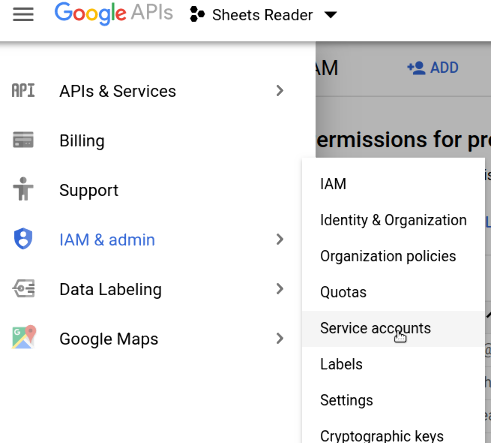 Google APIs Sheets Reader
AM ADD
API APIs & Services
ermissions for pr
Billing
IAM
Support
Identity & Organization
IAM & admin
Organization policies
Data Labeling
Quotas
Google Maps
Service accounts
Labels
Settings
Cryptographic keys